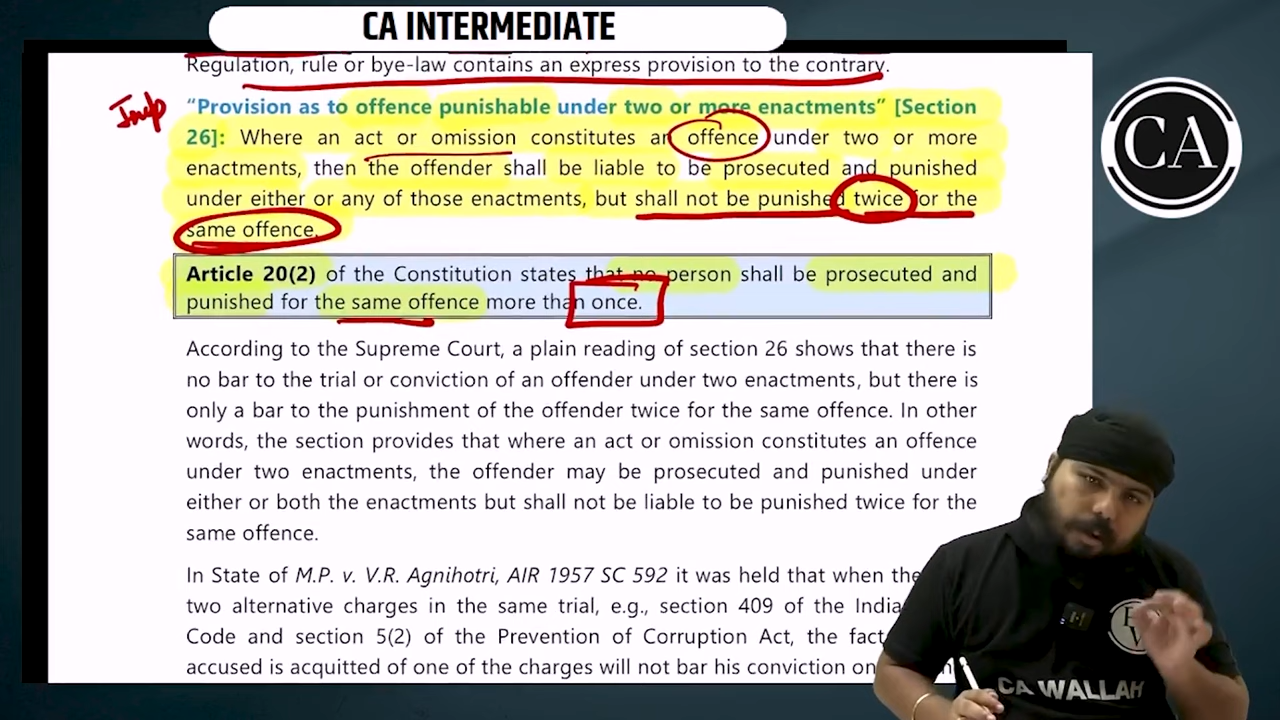 CA INTERMEDIATE
Regulation, rule or bye-law contains an express provision to the contrary.
Imp
“Provision as to offence punishable under two or more enactments” [Section
26]: Where an act or omission constitutes an offence under two or more
enactments, then the offender shall be liable to be prosecuted and punished
under either or any of those enactments, but shall not be punished twice for the
same offence.
Article 20(2) of the Constitution states that no person shall be prosecuted and
punished for the same offence more than once.
According to the Supreme Court, a plain reading of section 26 shows that there is
no bar to the trial or conviction of an offender under two enactments, but there is
only a bar to the punishment of the offender twice for the same offence. In other
words, the section provides that where an act or omission constitutes an offence
under two enactments, the offender may be prosecuted and punished under
either or both the enactments but shall not be liable to be punished twice for the
same offence.
In State of M.P. v. V.R. Agnihotri, AIR 1957 SC 592 it was held that when
two alternative charges in the same trial, e.g., section 409 of the
Code and section 5(2) of the Prevention of Corruption Act, the
accused is acquitted of one of the charges will not bar his conviction
CA
CA WALLAH